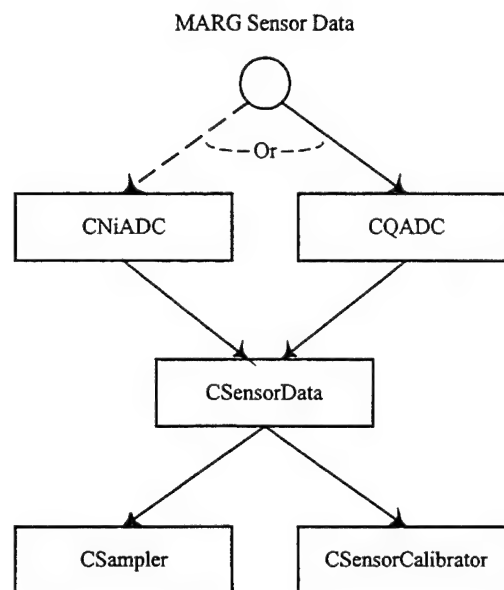 MARG Sensor Data
Or
CNiADC
CQADC
CSensorData
CSampler
CSensorCalibrator